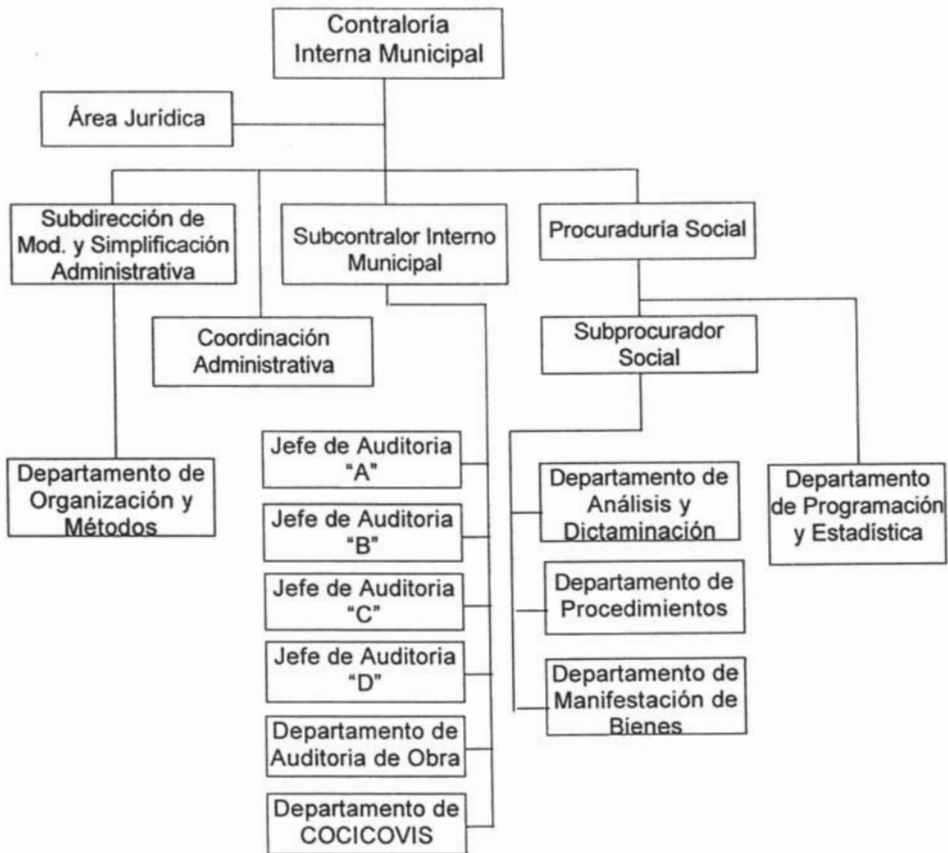 Contraloría
Interna Municipal
Área Jurídica
Subdirección de
Mod. y Simplificación
Administrativa
Subcontralor Interno
Municipal
Procuraduría Social
Coordinación
Administrativa
Subprocurador
Social
Departamento de
Organización y
Métodos
Jefe de Auditoria
"A"
Jefe de Auditoria
"B"
Jefe de Auditoria
"C"
Jefe de Auditoria
"D"
Departamento de
Auditoria de Obra
Departamento de
COCICOVIS
Departamento de
Análisis y
Dictaminación
Departamento de
Procedimientos
Departamento de
Manifestación de
Bienes
Departamento
de Programación
y Estadística